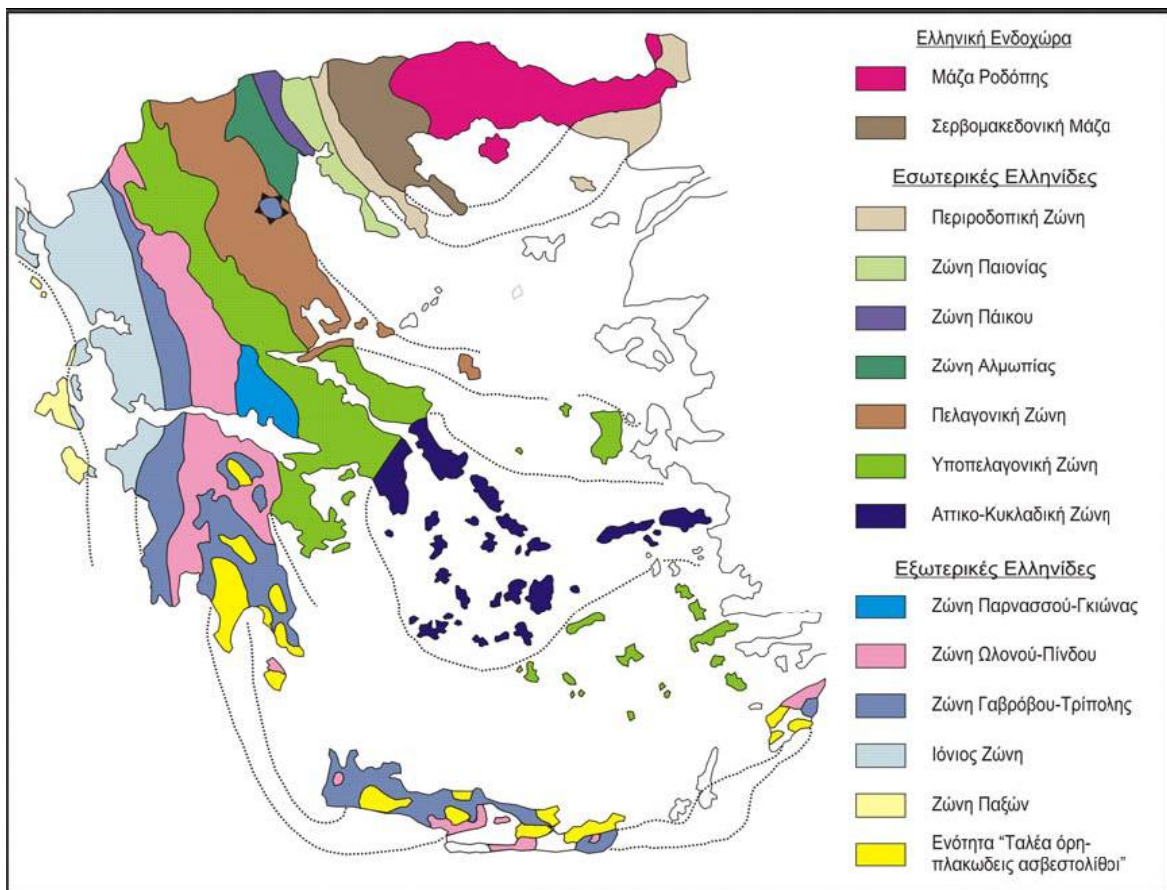 Ελληνική Ενδοχώρα
Μάζα Ροδόπης
Σερβομακεδονική Μάζα
Εσωτερικές Ελληνίδες
Περιροδοπική Ζώνη
Ζώνη Παιονίας
Ζώνη Πάικου
Ζώνη Αλμωπίας
Πελαγονική Ζώνη
Υποπελαγονική Ζώνη
Αττικο-Κυκλαδική Ζώνη
Εξωτερικές Ελληνίδες
Ζώνη Παρνασσού-Γκιώνας
Ζώνη Ωλονού-Πίνδου
Ζώνη Γαβρόβου-Τρίπολης
Ιόνιος Ζώνη
Ζώνη Παξών
Ενότητα “Ταλέα όρη-
πλακωδεις ασβεστολίθοι”